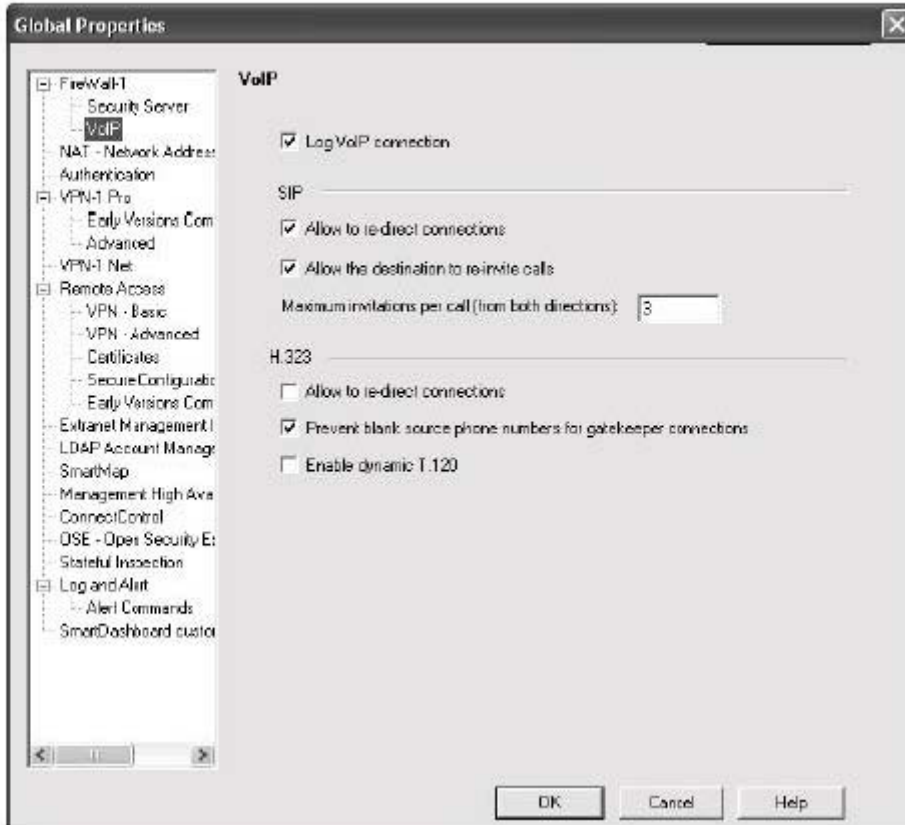 Global Properties
FireWall-1
Security Server
VoIP
NAT - Network Address
Authentication
VPN-1 Pro
Early Versions Com
Advanced
VPN-1 Net
Remote Access
VPN - Basic
VPN - Advanced
Certificates
Secure Configuratic
Early Versions Com
Extranet Management I
LDAP Account Manage
SmartMap
Management High Ava
ConnectControl
OSE - Open Security E
Stateful Inspection
Log and Alert
Alert Commands
SmartDashboard custo
VoIP
Log VoIP connection
SIP
Allow to re-direct connections
Allow the destination to re-invite calls
Maximum invitations per call (from both directions): 3
H.323
Allow to re-direct connections
Prevent blank source phone numbers for gatekeeper connections
Enable dynamic T.120
OK Cancel Help